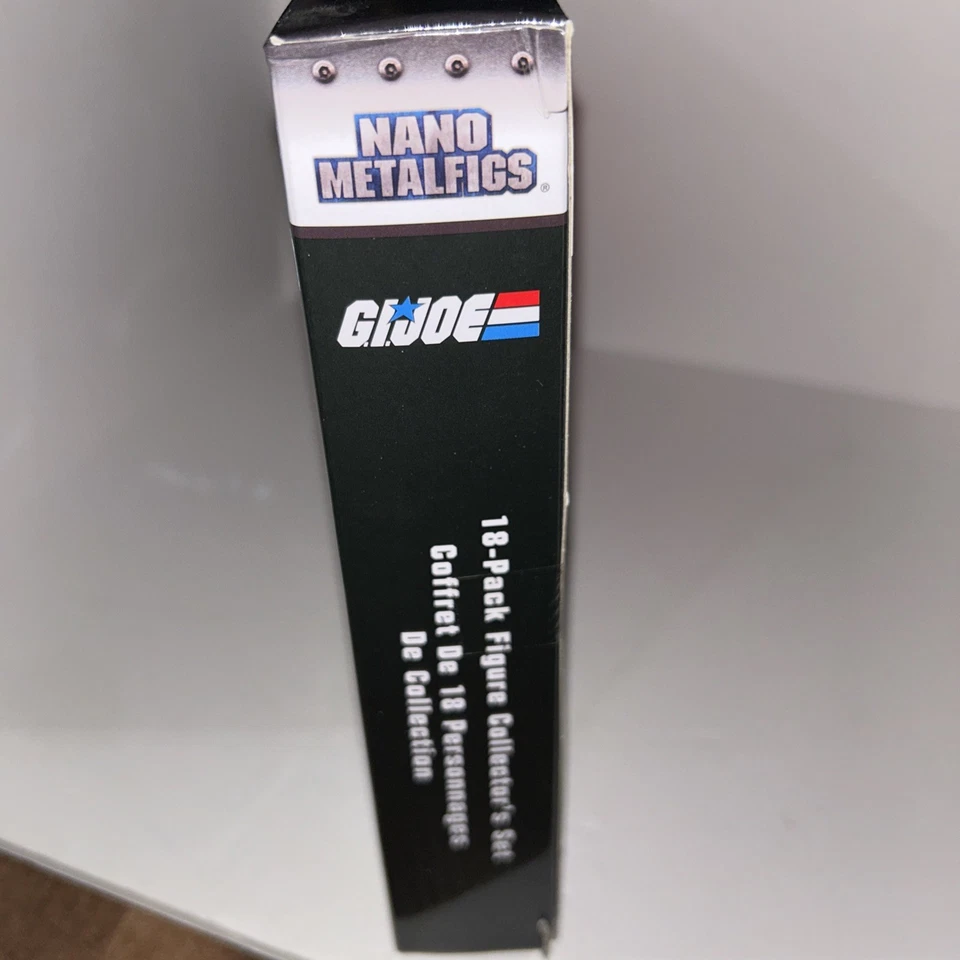 NANO
METALFIGS®
G.I.JOE
18-Pack Figure Collector's Set
Coffret De 18 Personnages
De Collection